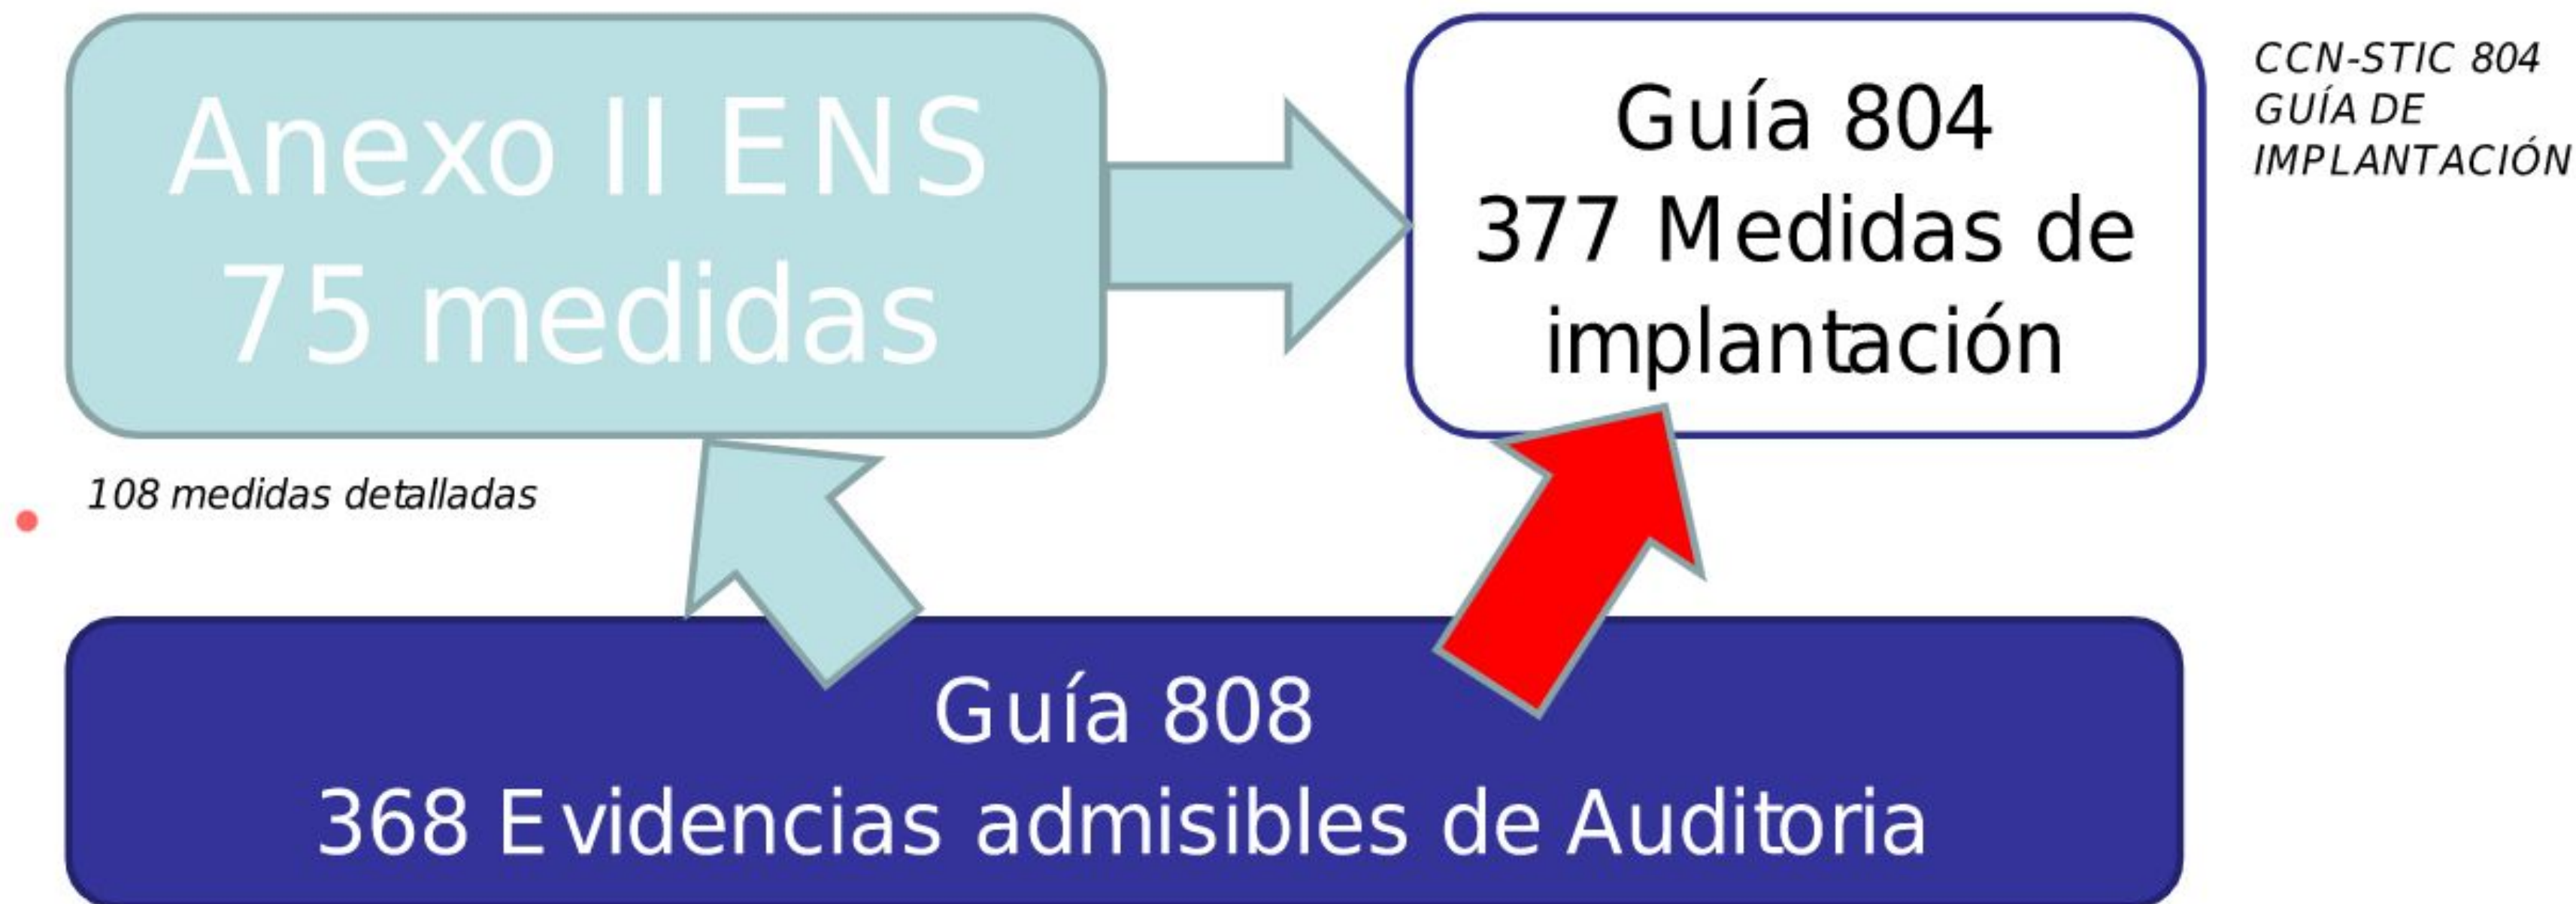 Anexo II ENS
75 medidas
Guía 804
377 Medidas de
implantación
CCN-STIC 804
GUÍA DE
IMPLANTACIÓN
108 medidas detalladas
Guía 808
368 Evidencias admisibles de Auditoria